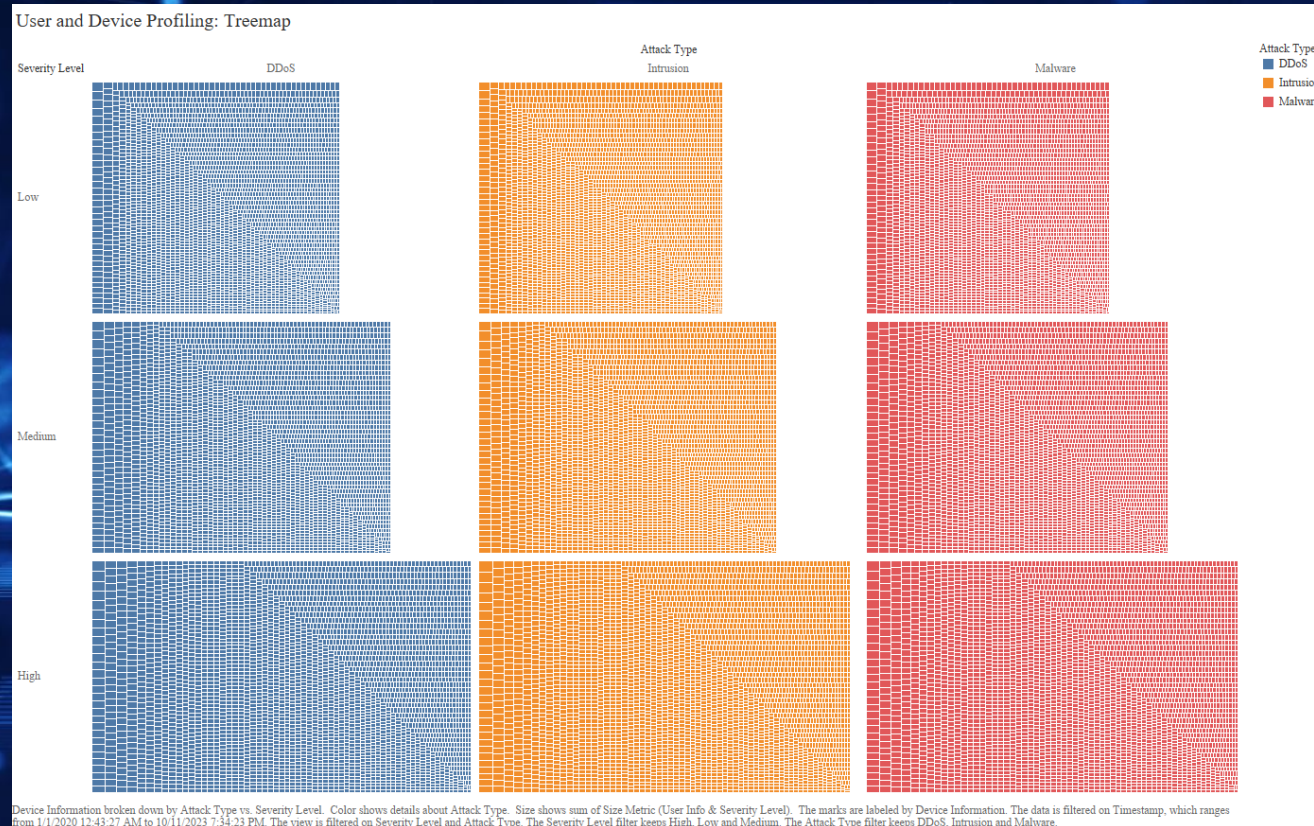 User and Device Profiling: Treemap
Attack Type
Severity Level DDoS Intrusion Malware
Attack Type
DDoS
Intrusio
Malwar
Low
Medium
High
Device Information broken down by Attack Type vs. Severity Level. Color shows details about Attack Type. Size shows sum of Size Metric (User Info & Severity Level). The marks are labeled by Device Information. The data is filtered on Timestamp, which ranges
from 1/1/2020 12:43:27 AM to 10/11/2023 7:34:23 PM. The view is filtered on Severity Level and Attack Type. The Severity Level filter keeps High, Low and Medium. The Attack Type filter keeps DDoS, Intrusion and Malware.